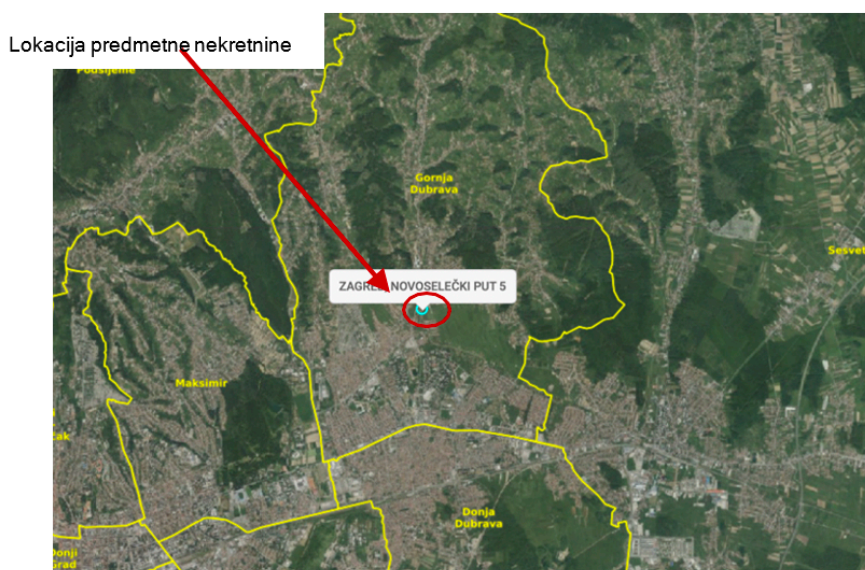 Lokacija predmetne nekretnine
Podsljeme
Gornja
Dubrava
Sesvet
ZAGREB, NOVOSELEČKI PUT 5
Maksimir
Donja
Dubrava
Donji
Grad